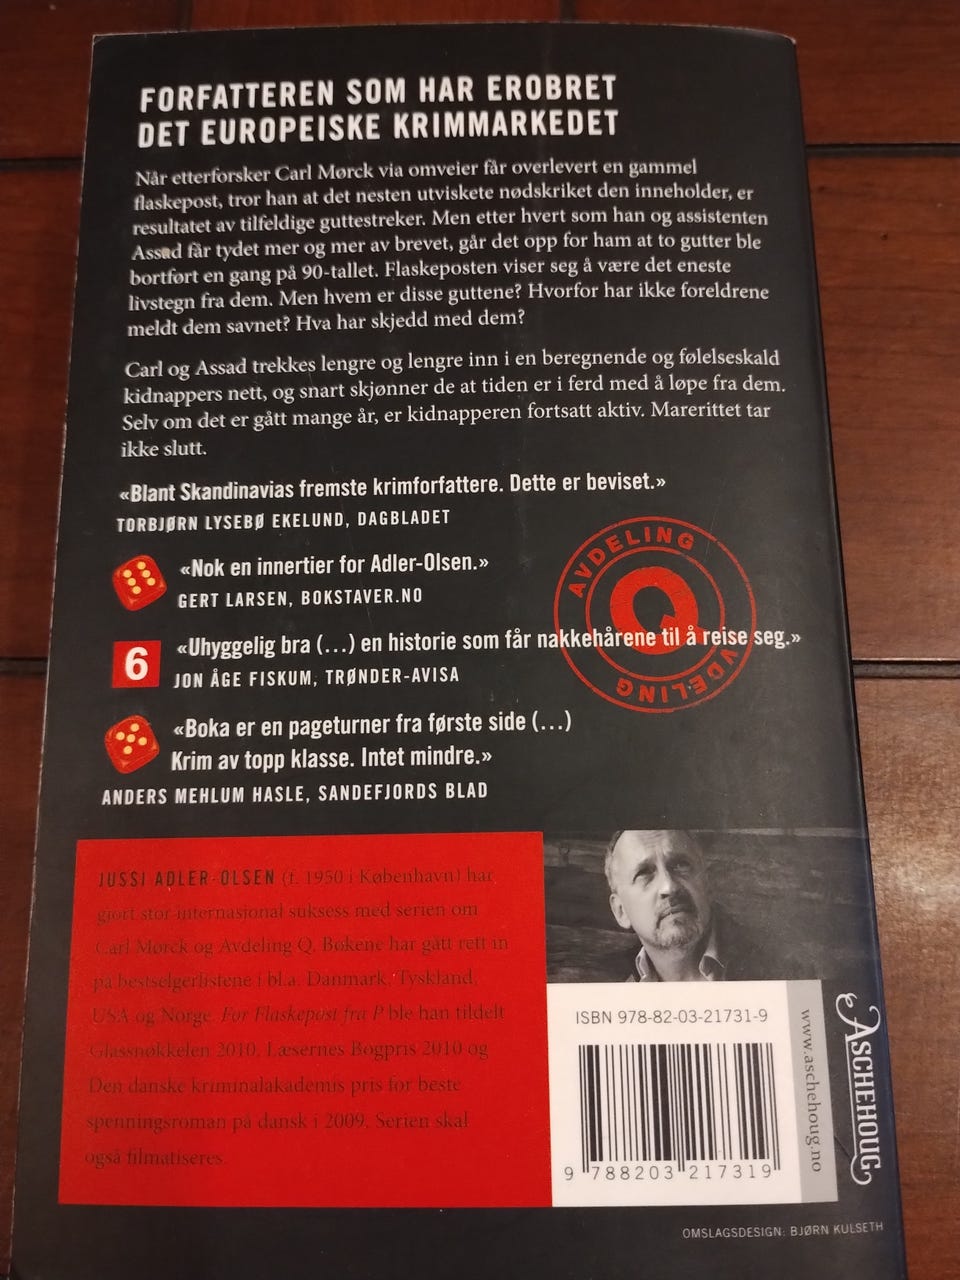 FORFATTEREN SOM HAR EROBRET
DET EUROPEISKE KRIMMARKEDET
Når etterforsker Carl Mørck via omveier får overlevert en gammel
flaskepost, tror han at det nesten utviskete nødskriket den inneholder, er
resultatet av tilfeldige guttestreker. Men etter hvert som han og assistenten
Assad får tydet mer og mer av brevet, går det opp for ham at to gutter ble
bortført en gang på 90-tallet. Flaskeposten viser seg å være det eneste
livstegn fra dem. Men hvem er disse guttene? Hvorfor har ikke foreldrene
meldt dem savnet? Hva har skjedd med dem?
Carl og Assad trekkes lengre og lengre inn i en beregnende og følelseskald
kidnappers nett, og snart skjønner de at tiden er i ferd med å løpe fra dem.
Selv om det er gått mange år, er kidnapperen fortsatt aktiv. Marerittet tar
ikke slutt.
«Blant Skandinavias fremste krimforfattere. Dette er beviset.»
TORBJØRN LYSEBØ EKELUND, DAGBLADET
«Nok en innertier for Adler-Olsen.»
GERT LARSEN, BOKSTAVER.NO
AVDELING
Q
AVDELING
6
«Uhyggelig bra (...) en historie som får nakkehårene til å reise seg.»
JON ÅGE FISKUM, TRØNDER-AVISA
«Boka er en pageturner fra første side (...)
Krim av topp klasse. Intet mindre.»
ANDERS MEHLUM HASLE, SANDEFJORDS BLAD
JUSSI ADLER-OLSEN (f. 1950 i København) har
gjort stor internasjonal suksess med serien om
Carl Mørck og Avdeling Q. Bøkene har gått rett in
på bestselgerlistene i bl.a. Danmark, Tyskland,
USA og Norge. For Flaskepost fra P ble han tildelt
Glassnøkkelen 2010, Læsernes Bogpris 2010 og
Den danske kriminalakademis pris for beste
spenningsroman på dansk i 2009. Serien skal
også filmatiseres.
ISBN 978-82-03-21731-9
9 788203 217319
www.aschehoug.no
ASCHEHOUG
OMSLAGSDESIGN: BJØRN KULSETH